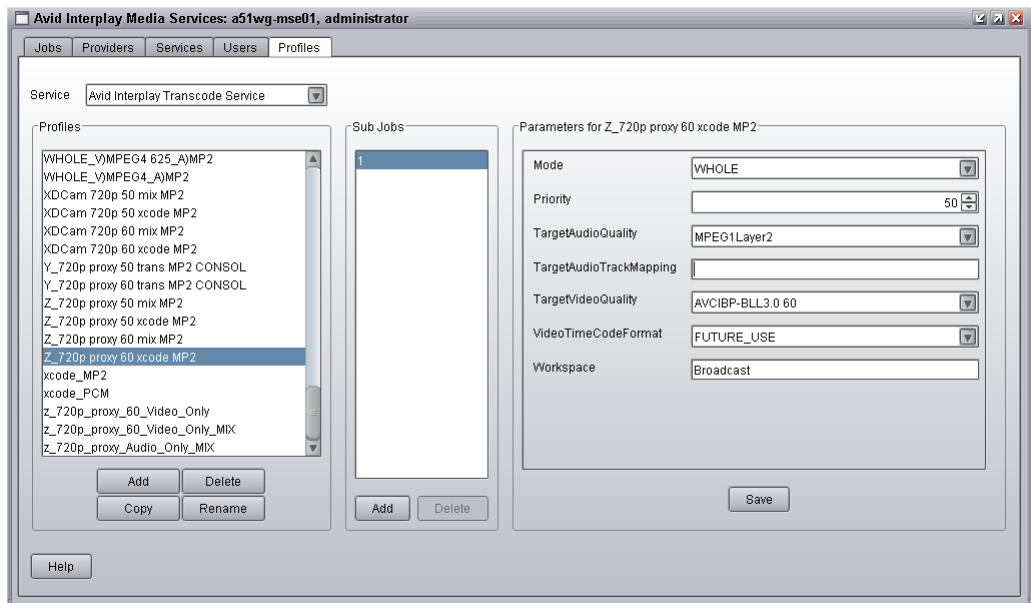 Avid Interplay Media Services: a51wg-mse01, administrator
Jobs Providers Services Users Profiles
Service Avid Interplay Transcode Service
Profiles
WHOLE_V)MPEG4 625_A)MP2
WHOLE_V)MPEG4_A)MP2
XDCam 720p 50 mix MP2
XDCam 720p 50 xcode MP2
XDCam 720p 60 mix MP2
XDCam 720p 60 xcode MP2
Y_720p proxy 50 trans MP2 CONSOL
Y_720p proxy 60 trans MP2 CONSOL
Z_720p proxy 50 mix MP2
Z_720p proxy 50 xcode MP2
Z_720p proxy 60 mix MP2
Z_720p proxy 60 xcode MP2
xcode_MP2
xcode_PCM
z_720p_proxy_60_Video_Only
z_720p_proxy_60_Video_Only_MIX
z_720p_proxy_Audio_Only_MIX
Add Delete
Copy Rename
Sub Jobs
1
Add Delete
Parameters for Z_720p proxy 60 xcode MP2
Mode WHOLE
Priority 50
TargetAudioQuality MPEG1Layer2
TargetAudioTrackMapping
TargetVideoQuality AVCIBP-BLL3.0 60
VideoTimeCodeFormat FUTURE_USE
Workspace Broadcast
Save
Help